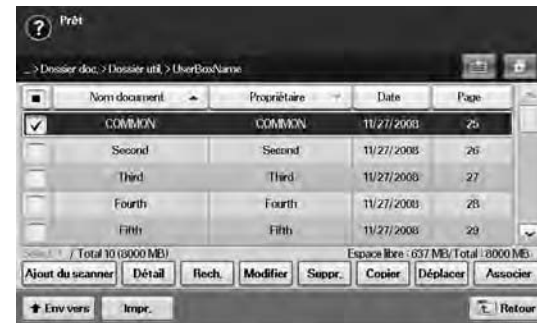 Prêt
_ > Dossier doc. > Dossier util. > UserBoxName
Nom document Propriétaire Date Page
COMMON COMMON 11/27/2008 25
Second Second 11/27/2008 26
Third Third 11/27/2008 27
Fourth Fourth 11/27/2008 28
Fifth Fifth 11/27/2008 29
/ Total 10 (8000 MB) Espace libre : 637 MB/Total : 8000 MB
Ajout du scanner Détail Rech. Modifier Suppr. Copier Déplacer Associer
Env vers Impr. Retour